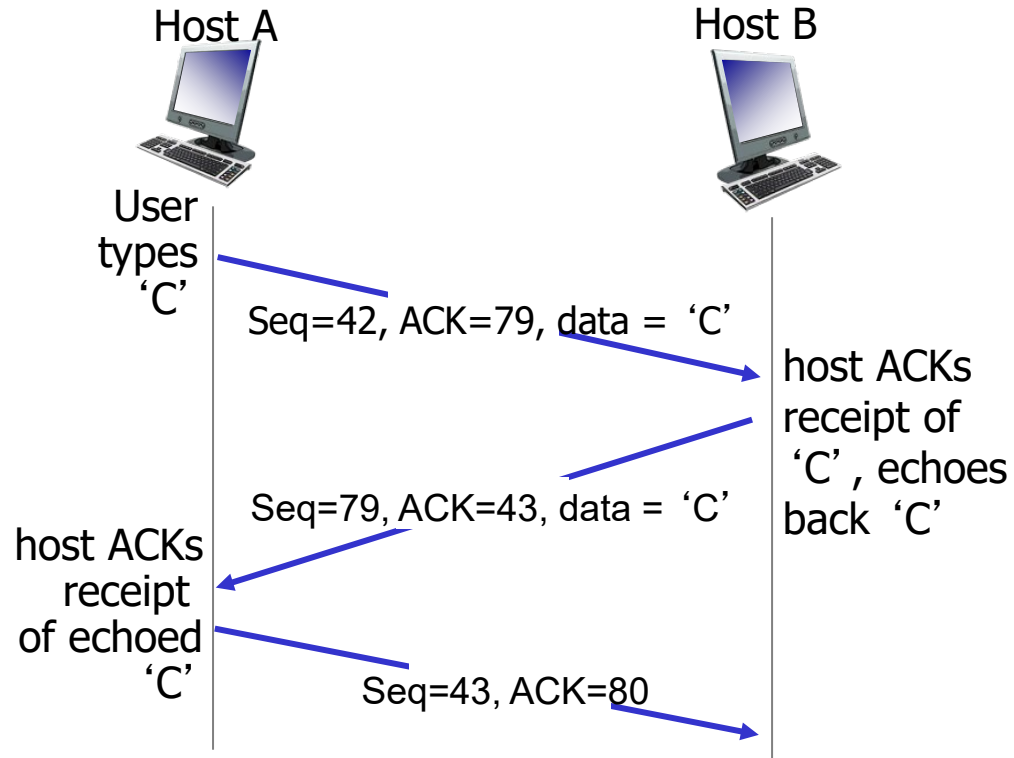 Host A
Host B
User
types
‘C’
Seq=42, ACK=79, data = ‘C’
host ACKs
receipt of
‘C’, echoes
back ‘C’
Seq=79, ACK=43, data = ‘C’
host ACKs
receipt
of echoed
‘C’
Seq=43, ACK=80